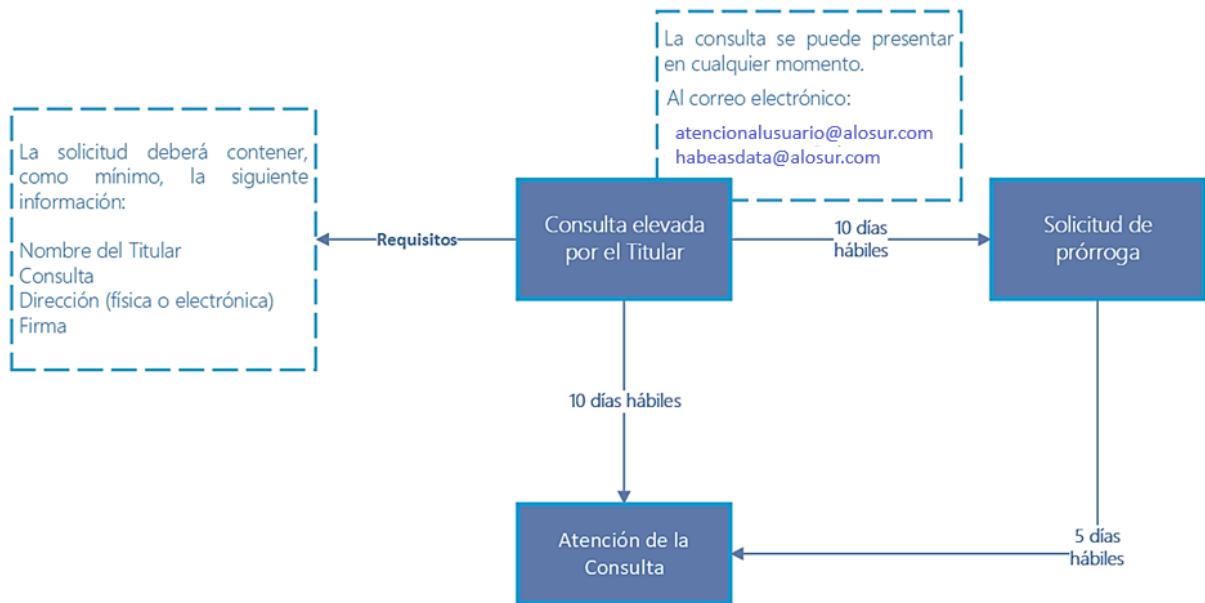 La consulta se puede presentar
en cualquier momento.
Al correo electrónico:
atencionalusuario@alosur.com
habeasdata@alosur.com
La solicitud deberá contener,
como mínimo, la siguiente
información:
Nombre del Titular
Consulta
Dirección (física o electrónica)
Firma
Requisitos
Consulta elevada
por el Titular
10 días
hábiles
Solicitud de
prórroga
10 días hábiles
5 días
hábiles
Atención de la
Consulta